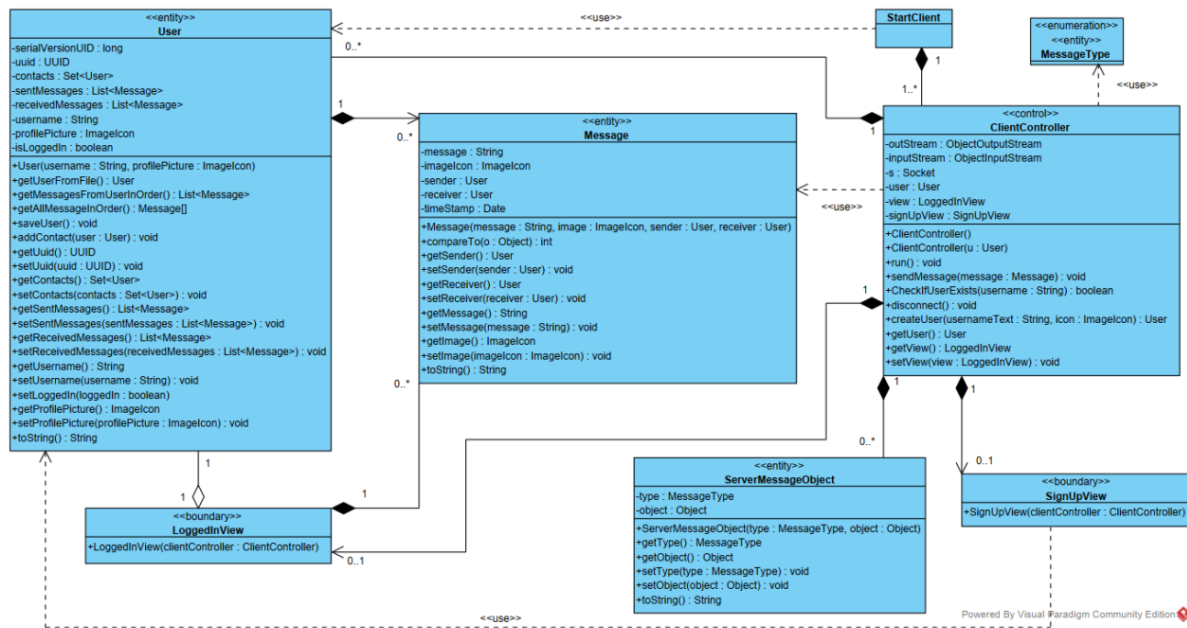 <<entity>>
User
-serialVersionUID : long
-uuid : UUID
-contacts : Set<User>
-sentMessages : List<Message>
-receivedMessages : List<Message>
-username : String
-profilePicture : ImageIcon
-isLoggedIn : boolean
+User(username : String, profilePicture : ImageIcon)
+getUserFromFile() : User
+getMessagesFromUserInOrder() : List<Message>
+getAllMessageInOrder() : Message[]
+saveUser() : void
+addContact(user : User) : void
+getUuid() : UUID
+setUuid(uuid : UUID) : void
+getContacts() : Set<User>
+setContacts(contacts : Set<User>) : void
+getSentMessages() : List<Message>
+setSentMessages(sentMessages : List<Message>) : void
+getReceivedMessages() : List<Message>
+setReceivedMessages(receivedMessages : List<Message>) : void
+getUsername() : String
+setUsername(username : String) : void
+setLoggedIn(loggedIn : boolean)
+getProfilePicture() : ImageIcon
+setProfilePicture(profilePicture : ImageIcon) : void
+toString() : String
<<use>>
0..*
1
0..*
StartClient
1
1..*
<<enumeration>>
<<entity>>
MessageType
<<use>>
<<entity>>
Message
-message : String
-imageIcon : ImageIcon
-sender : User
-receiver : User
-timeStamp : Date
+Message(message : String, image : ImageIcon, sender : User, receiver : User)
+compareTo(o : Object) : int
+getSender() : User
+setSender(sender : User) : void
+getReceiver() : User
+setReceiver(receiver : User) : void
+getMessage() : String
+setMessage(message : String) : void
+getImage() : ImageIcon
+setImage(imageIcon : ImageIcon) : void
+toString() : String
<<use>>
1
1
<<control>>
ClientController
-outStream : ObjectOutputStream
-inputStream : ObjectInputStream
-s : Socket
-user : User
-view : LoggedInView
-signUpView : SignUpView
+ClientController()
+ClientController(u : User)
+run() : void
+sendMessage(message : Message) : void
+CheckIfUserExists(username : String) : boolean
+disconnect() : void
+createUser(usernameText : String, icon : ImageIcon) : User
+getUser() : User
+getView() : LoggedInView
+setView(view : LoggedInView) : void
0..*
1
1
0..*
0..1
1
1
1
0..1
<<boundary>>
LoggedInView
+LoggedInView(clientController : ClientController)
<<entity>>
ServerMessageObject
-type : MessageType
-object : Object
+ServerMessageObject(type : MessageType, object : Object)
+getType() : MessageType
+getObject() : Object
+setType(type : MessageType) : void
+setObject(object : Object) : void
+toString() : String
<<boundary>>
SignUpView
+SignUpView(clientController : ClientController)
<<use>>
Powered By Visual Paradigm Community Edition